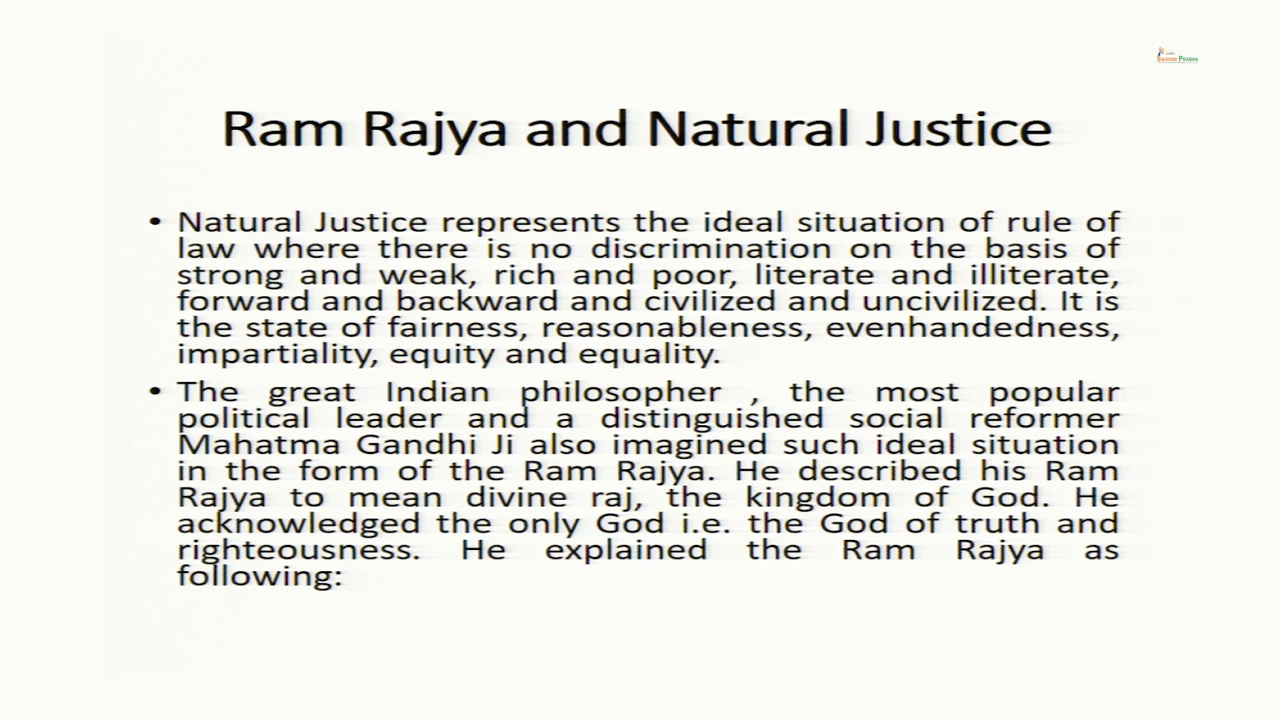 SWAYAM PRABHA
Ram Rajya and Natural Justice
• Natural Justice represents the ideal situation of rule of
law where there is no discrimination on the basis of
strong and weak, rich and poor, literate and illiterate,
forward and backward and civilized and uncivilized. It is
the state of fairness, reasonableness, evenhandedness,
impartiality, equity and equality.
• The great Indian philosopher , the most popular
political leader and a distinguished social reformer
Mahatma Gandhi Ji also imagined such ideal situation
in the form of the Ram Rajya. He described his Ram
Rajya to mean divine raj, the kingdom of God. He
acknowledged the only God i.e. the God of truth and
righteousness. He explained the Ram Rajya as
following: